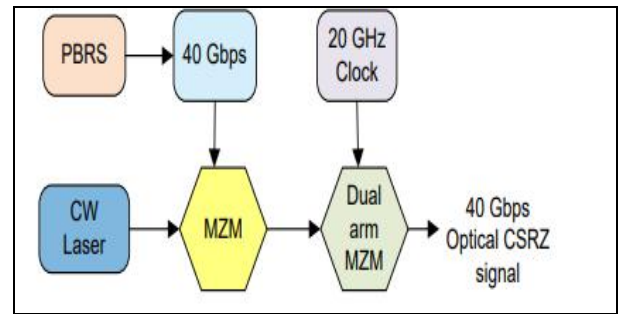 PBRS
40 Gbps
20 GHz
Clock
CW
Laser
MZM
Dual
arm
MZM
40 Gbps
Optical CSRZ
signal